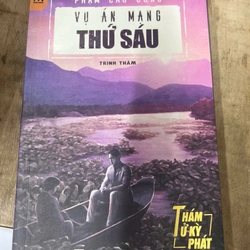 PHẠM CAO CỦNG
VỤ ÁN MẠNG
THỨ SÁU
TRINH THÁM
THÁM
TỬ KỲ
PHÁT